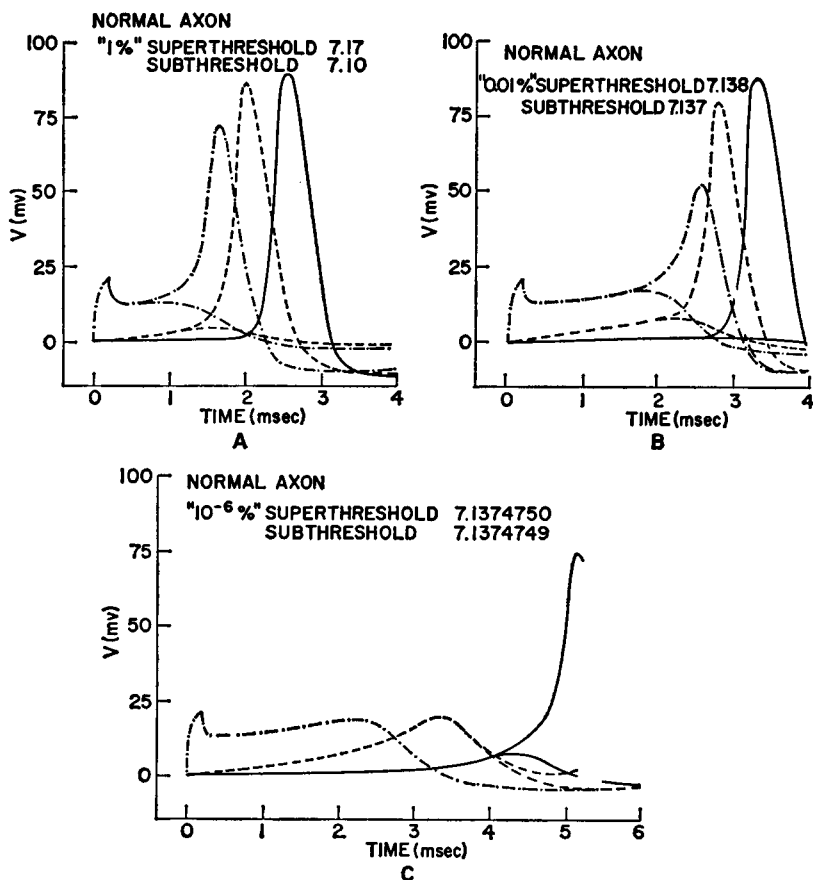 NORMAL AXON
"1%" SUPERTHRESHOLD 7.17
SUBTHRESHOLD 7.10
100
75
50
25
0
V (mv)
0 1 2 3 4
TIME (msec)
A
NORMAL AXON
"0.01%" SUPERTHRESHOLD 7.138
SUBTHRESHOLD 7.137
100
75
50
25
0
V (mv)
0 1 2 3 4
TIME (msec)
B
NORMAL AXON
"10⁻⁶ %" SUPERTHRESHOLD 7.1374750
SUBTHRESHOLD 7.1374749
100
75
50
25
0
V (mv)
0 1 2 3 4 5 6
TIME (msec)
C